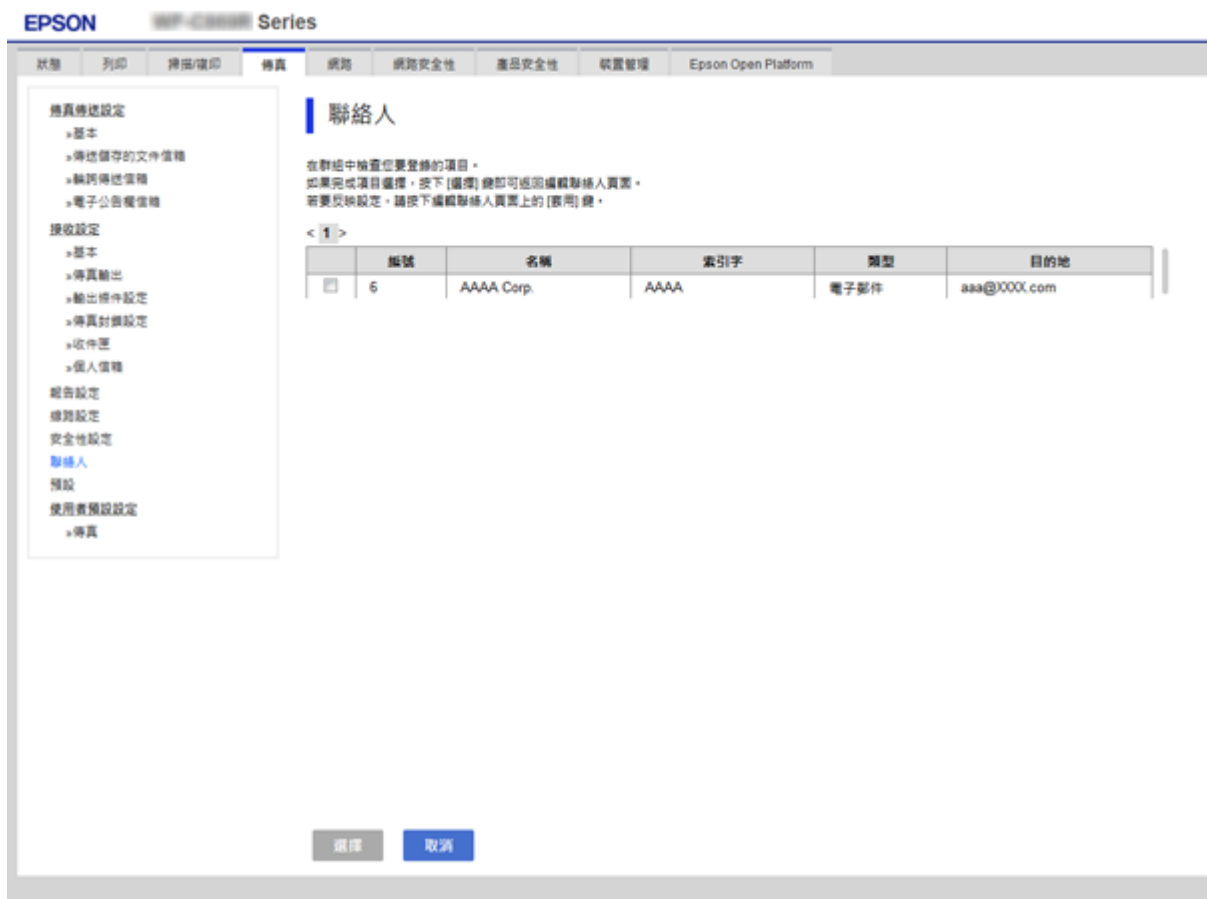 EPSON Series
狀態 列印 掃描/複印 傳真 網路 網路安全性 產品安全性 裝置管理 Epson Open Platform
傳真傳送設定
»基本
»傳送儲存的文件信箱
»輪詢傳送信箱
»電子公告欄信箱
接收設定
»基本
»傳真輸出
»輸出條件設定
»傳真封鎖設定
»收件匣
»個人信箱
報告設定
線路設定
安全性設定
聯絡人
預設
使用者預設設定
»傳真
聯絡人
在群組中檢查您要登錄的項目。
如果完成項目選擇，按下 [選擇] 鍵即可返回編輯聯絡人頁面。
若要反映設定，請按下編輯聯絡人頁面上的 [套用] 鍵。
< 1 >
編號 名稱 索引字 類型 目的地
6 AAAA Corp. AAAA 電子郵件 aaa@XXXX.com
選擇 取消